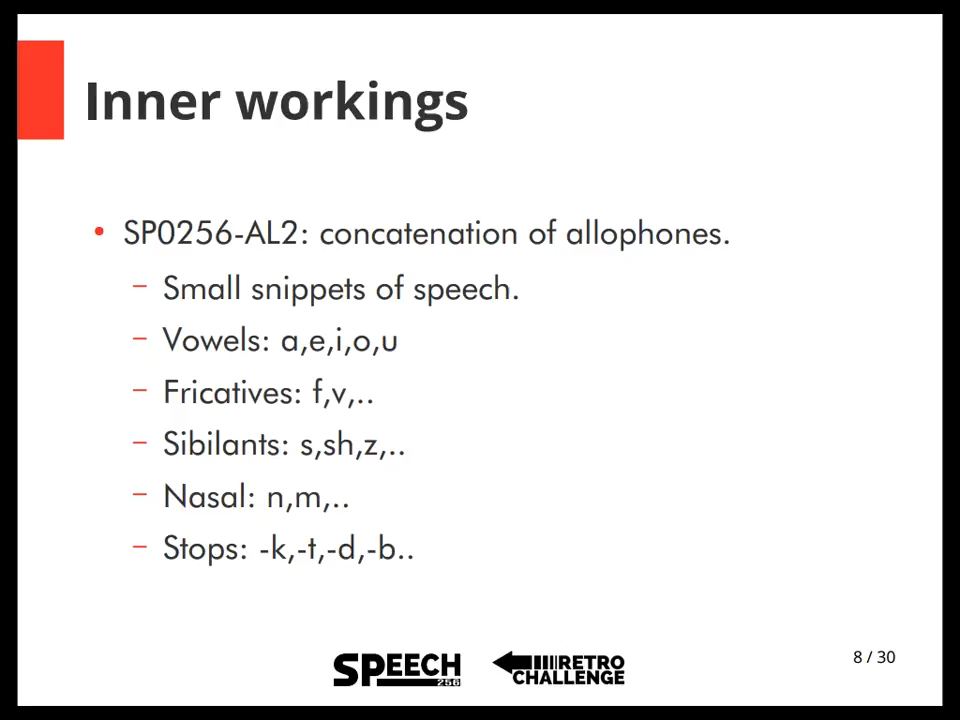 Inner workings
• SP0256-AL2: concatenation of allophones.
– Small snippets of speech.
– Vowels: a,e,i,o,u
– Fricatives: f,v,..
– Sibilants: s,sh,z,..
– Nasal: n,m,..
– Stops: -k,-t,-d,-b..
SPEECH
256
RETRO
CHALLENGE
8 / 30